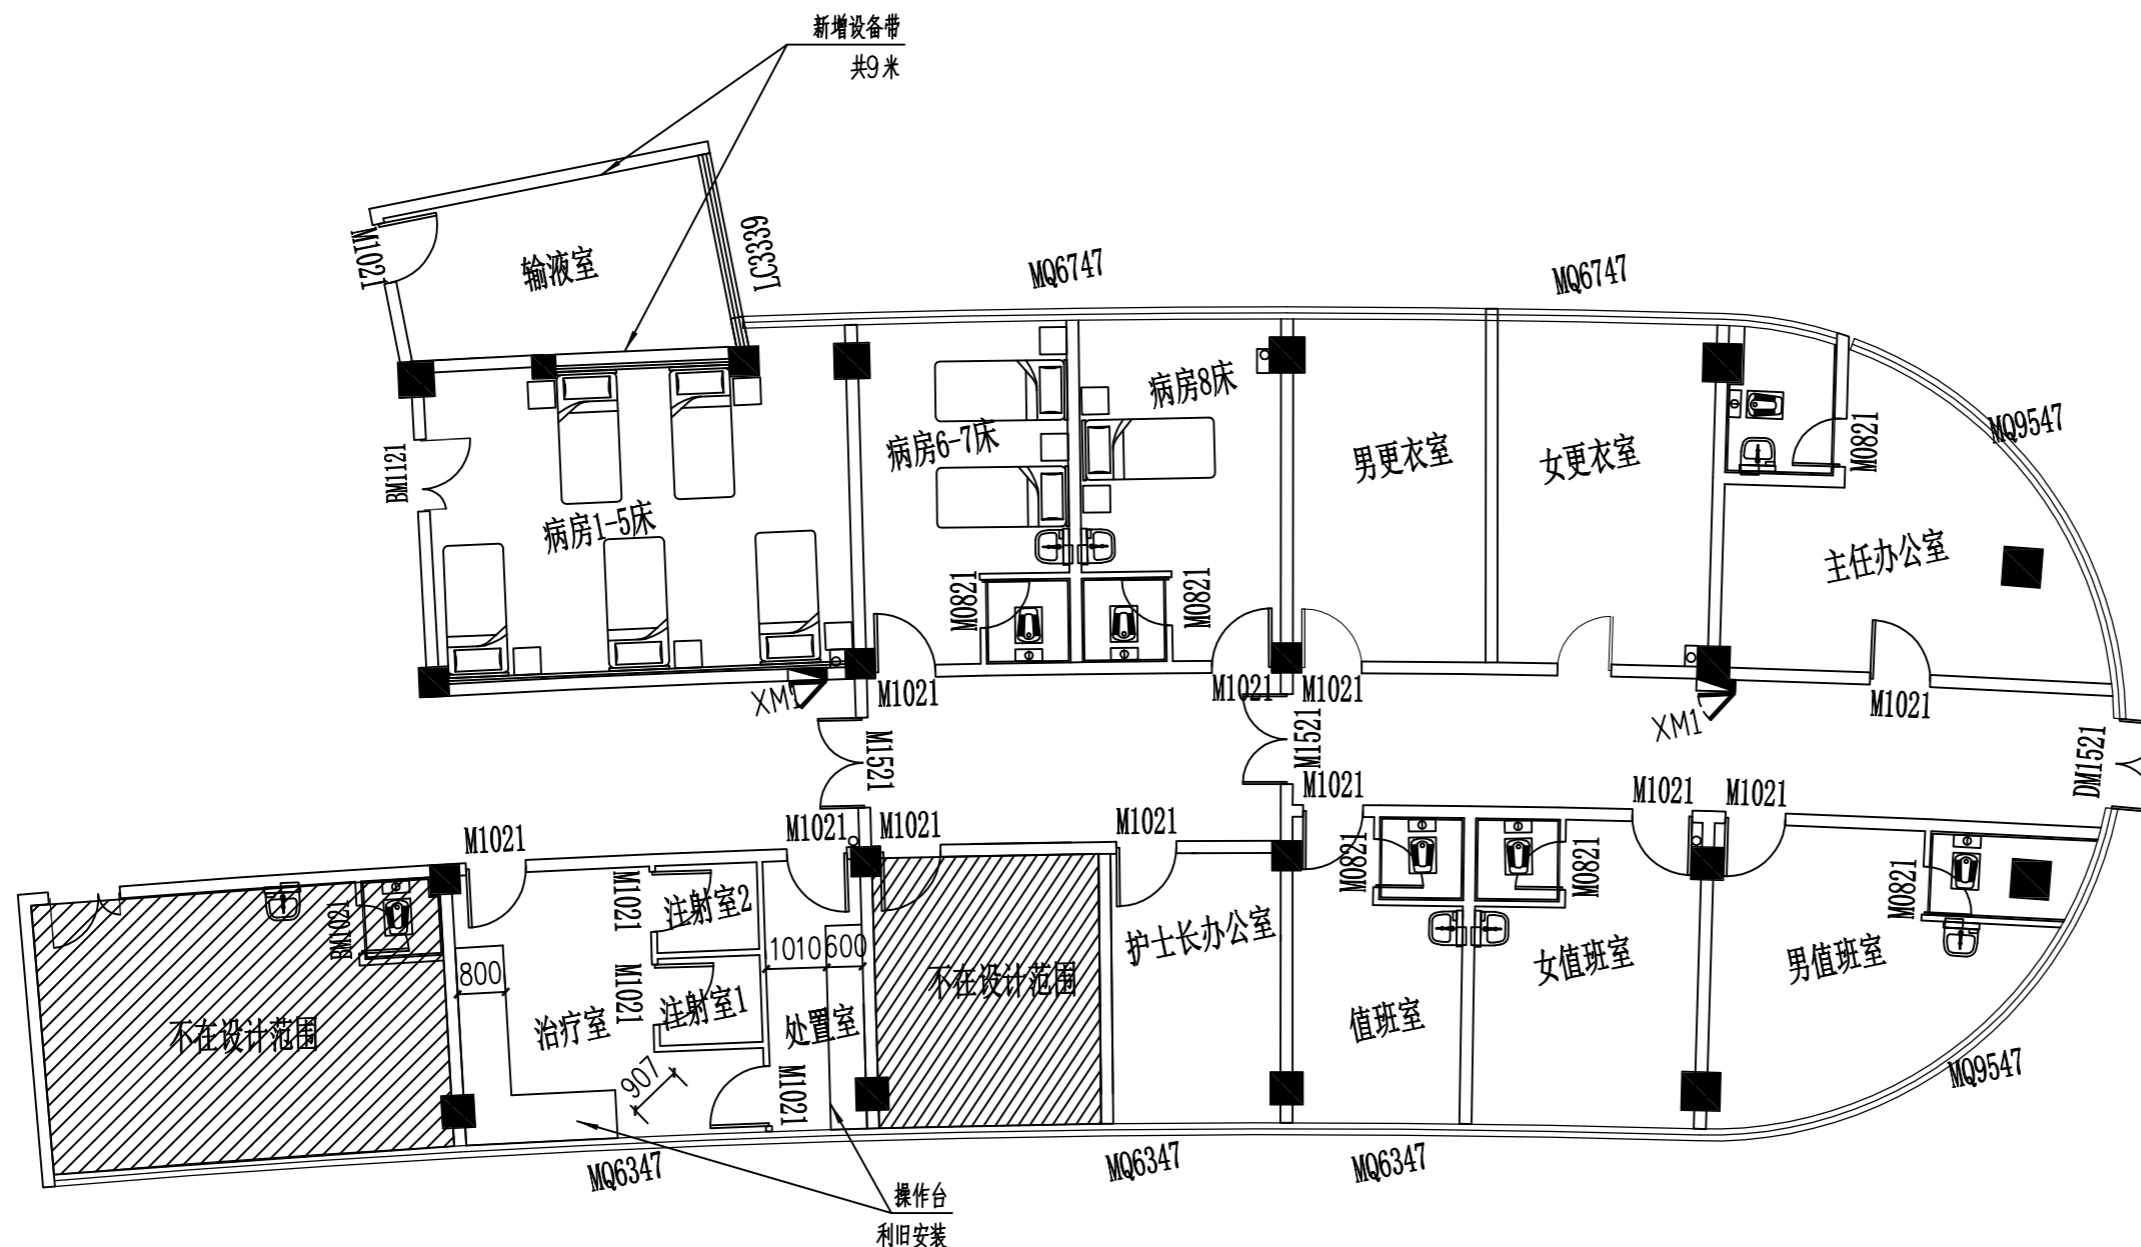 新增设备带
共9米
M1021
输液室
LC3339
MQ6747
MQ6747
MQ9547
BM1121
病房1-5床
病房6-7床
病房8床
男更衣室
女更衣室
M0821
主任办公室
M0821
M0821
XM1
M1021
M1021
M1021
XM1
M1021
M1521
M1521
DM1521
M1021
M1021
M1021
M1021
M1021
M1021
M1021
BM1021
800
不在设计范围
治疗室
M1021
M1021
注射室2
注射室1
1010
600
处置室
907
M1021
不在设计范围
护士长办公室
M0821
值班室
M0821
女值班室
男值班室
M0821
MQ9547
MQ6347
MQ6347
MQ6347
操作台
利旧安装